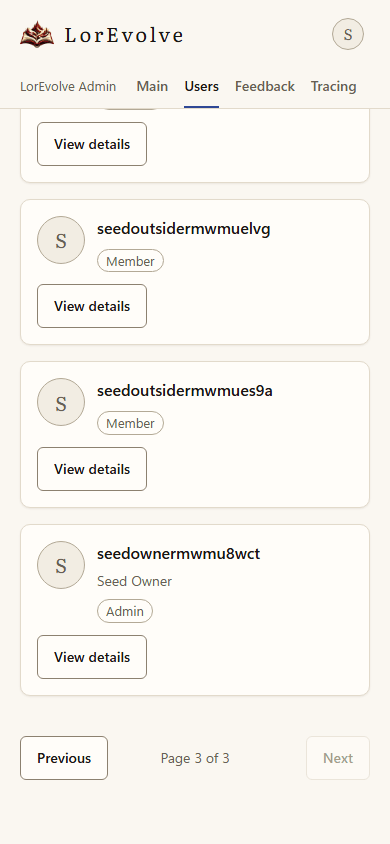 LorEvolve
S
LorEvolve Admin Main Users Feedback Tracing
View details
S
seedoutsidermwmuelvg
Member
View details
S
seedoutsidermwmues9a
Member
View details
S
seedownermwmu8wct
Seed Owner
Admin
View details
Previous Page 3 of 3 Next